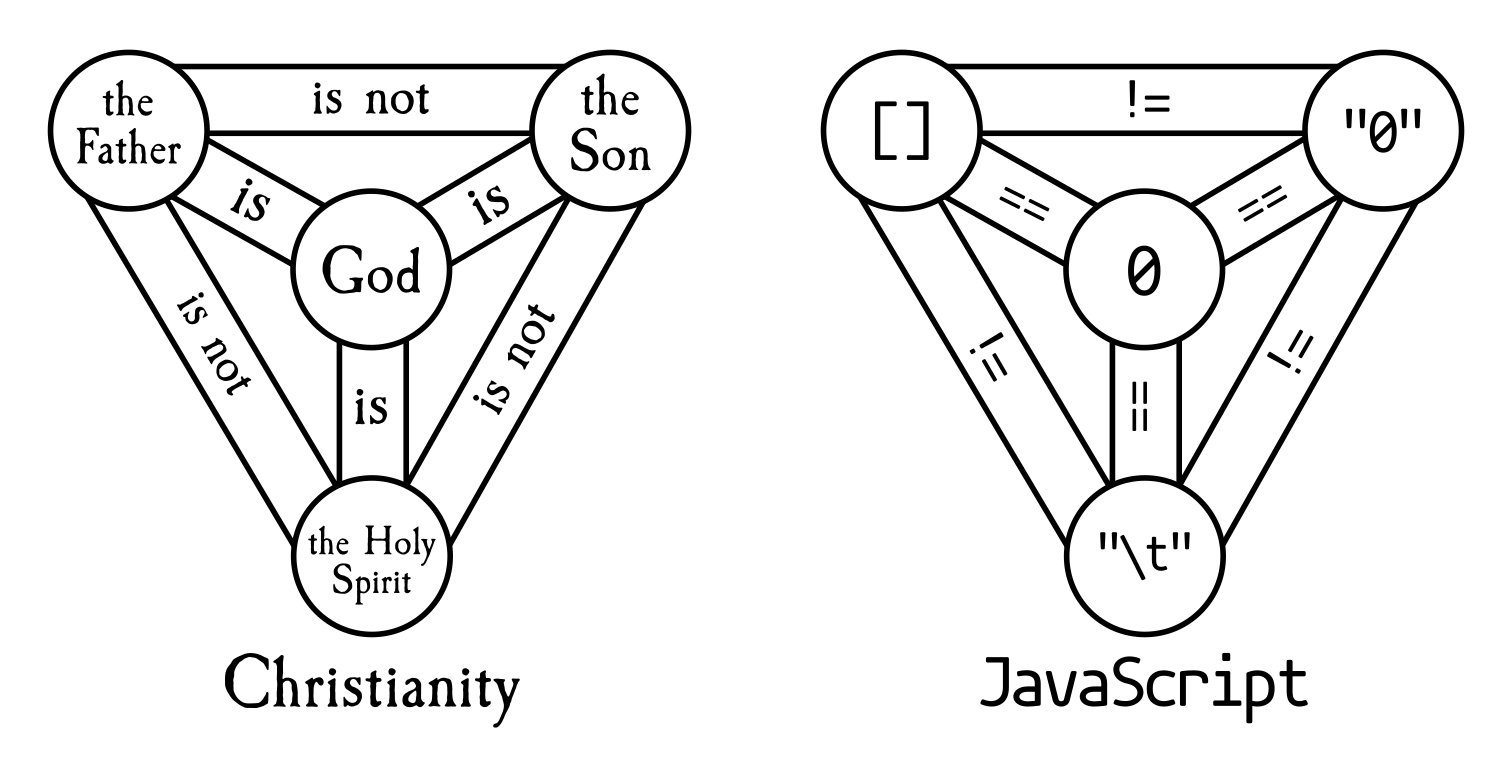 the
Father
is not
the
Son
is
is
God
is not
is
is not
the Holy
Spirit
Christianity
[]
!=
"0"
==
==
0
!=
==
!=
"\t"
JavaScript